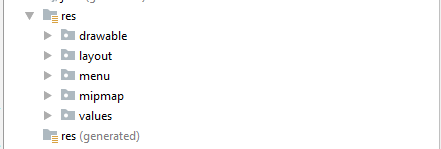 res
drawable
layout
menu
mipmap
values
res (generated)